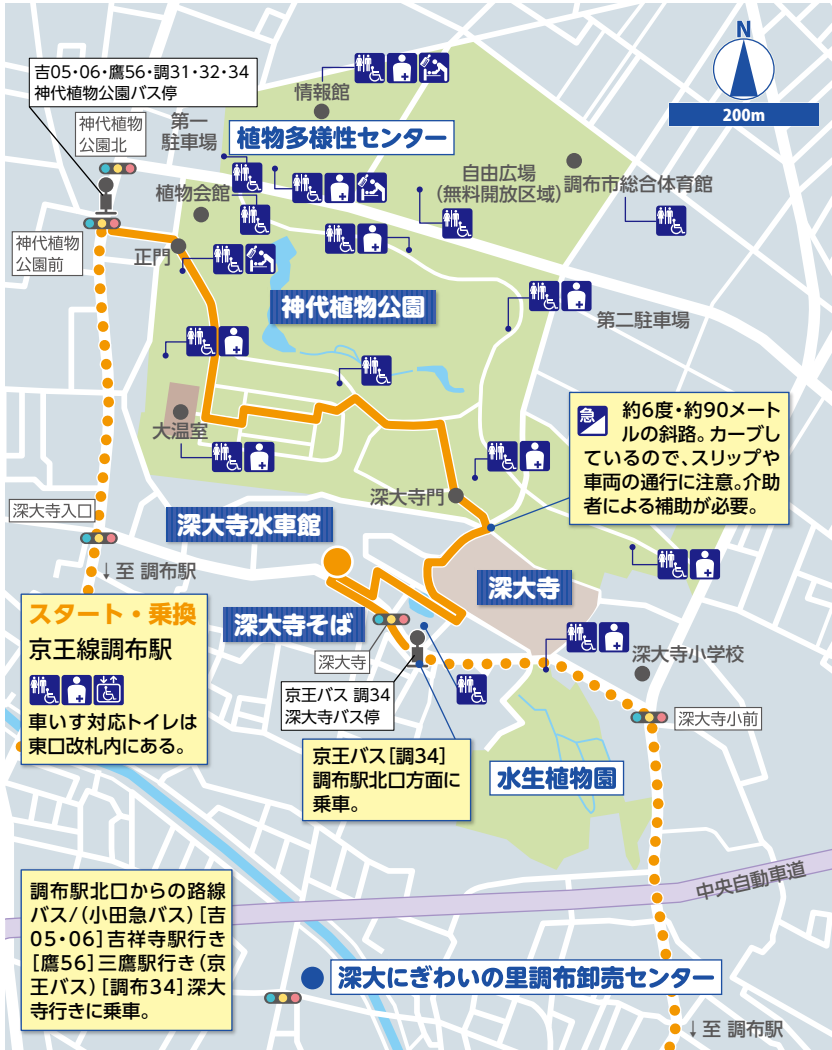 吉05・06・鷹56・調31・32・34
神代植物公園バス停
N
200m
情報館
神代植物
公園北
第一
駐車場
植物多様性センター
自由広場
（無料開放区域）
調布市総合体育館
植物会館
神代植物
公園前
正門
神代植物公園
第二駐車場
大温室
急
約6度・約90メート
ルの斜路。カーブし
ているので、スリップや
車両の通行に注意。介助
者による補助が必要。
深大寺門
深大寺入口
深大寺水車館
↓至 調布駅
深大寺
スタート・乗換
京王線調布駅
車いす対応トイレは
東口改札内にある。
深大寺そば
深大寺
深大寺小学校
京王バス 調34
深大寺バス停
深大寺小前
京王バス［調34］
調布駅北口方面に
乗車。
水生植物園
中央自動車道
調布駅北口からの路線
バス/（小田急バス）［吉
05・06］吉祥寺駅行き
［鷹56］三鷹駅行き（京
王バス）［調布34］深大
寺行きに乗車。
深大にぎわいの里調布卸売センター
↓至 調布駅